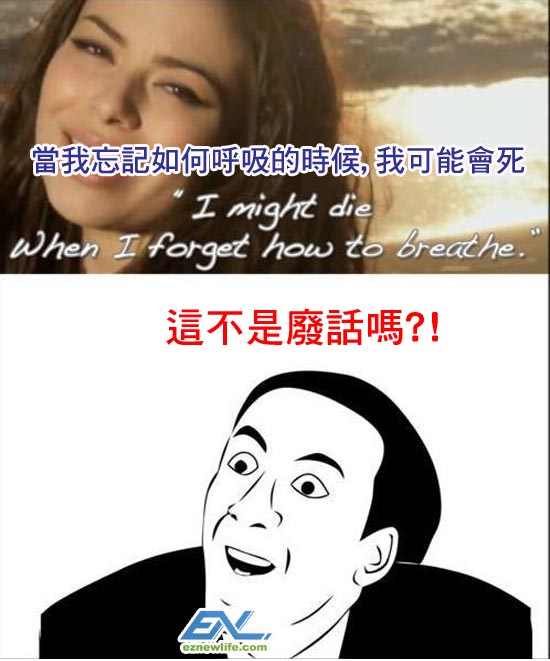 當我忘記如何呼吸的時候, 我可能會死
"I might die
When I forget how to breathe."
這不是廢話嗎?!
ENL
eznewlife.com